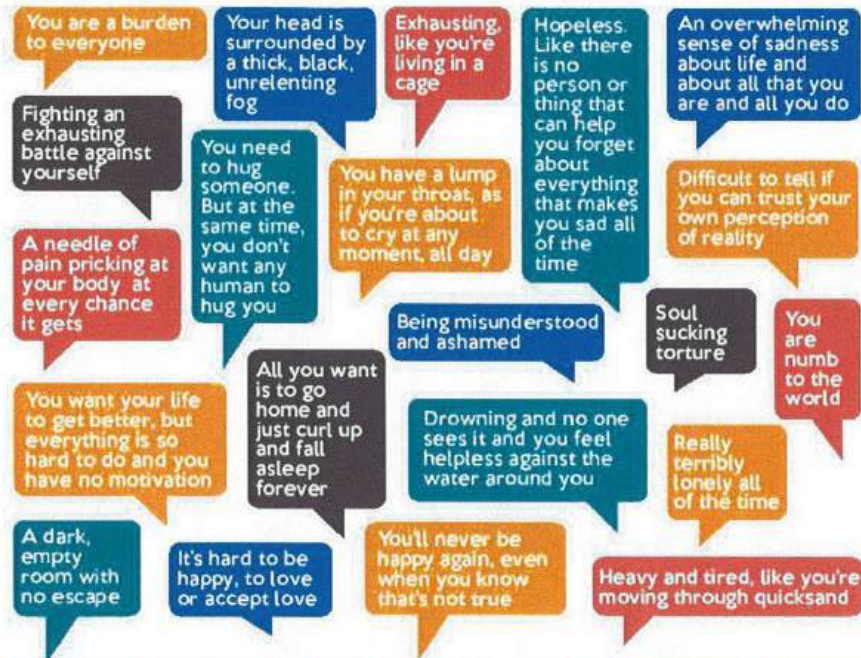 You are a burden
to everyone
Your head is
surrounded by
a thick, black,
unrelenting
fog
Exhausting,
like you're
living in a
cage
Hopeless.
Like there
is no
person or
thing that
can help
you forget
about
everything
that makes
you sad all
of the
time
An overwhelming
sense of sadness
about life and
about all that you
are and all you do
Fighting an
exhausting
battle against
yourself
You need
to hug
someone.
But at the
same time,
you don't
want any
human to
hug you
You have a lump
in your throat, as
if you're about
to cry at any
moment, all day
Difficult to tell if
you can trust your
own perception
of reality
A needle of
pain pricking at
your body at
every chance
it gets
Being misunderstood
and ashamed
Soul
sucking
torture
You
are
numb
to the
world
You want your life
to get better, but
everything is so
hard to do and you
have no motivation
All you want
is to go
home and
just curl up
and fall
asleep
forever
Drowning and no one
sees it and you feel
helpless against the
water around you
Really
terribly
lonely all
of the time
A dark,
empty
room with
no escape
It's hard to be
happy, to love
or accept love
You'll never be
happy again, even
when you know
that's not true
Heavy and tired, like you're
moving through quicksand